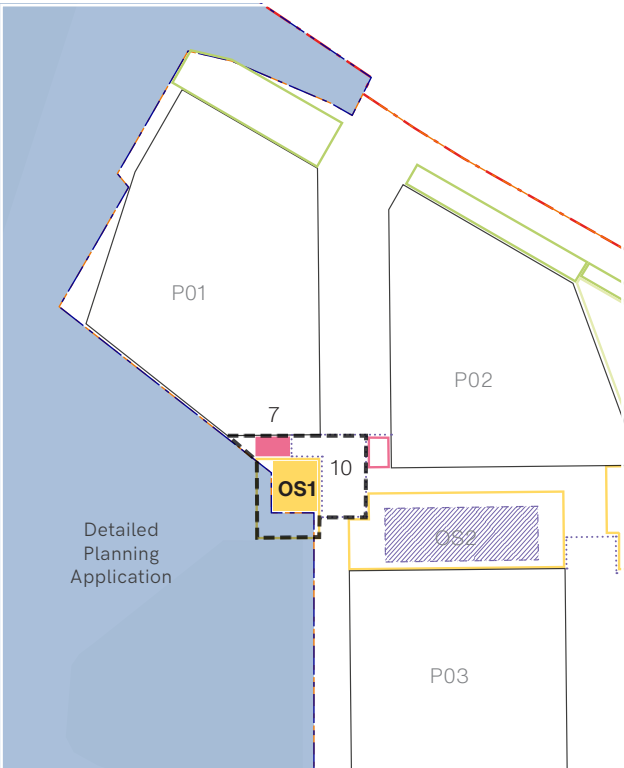 P01
P02
7
10
OS1
Detailed
Planning
Application
OS2
P03